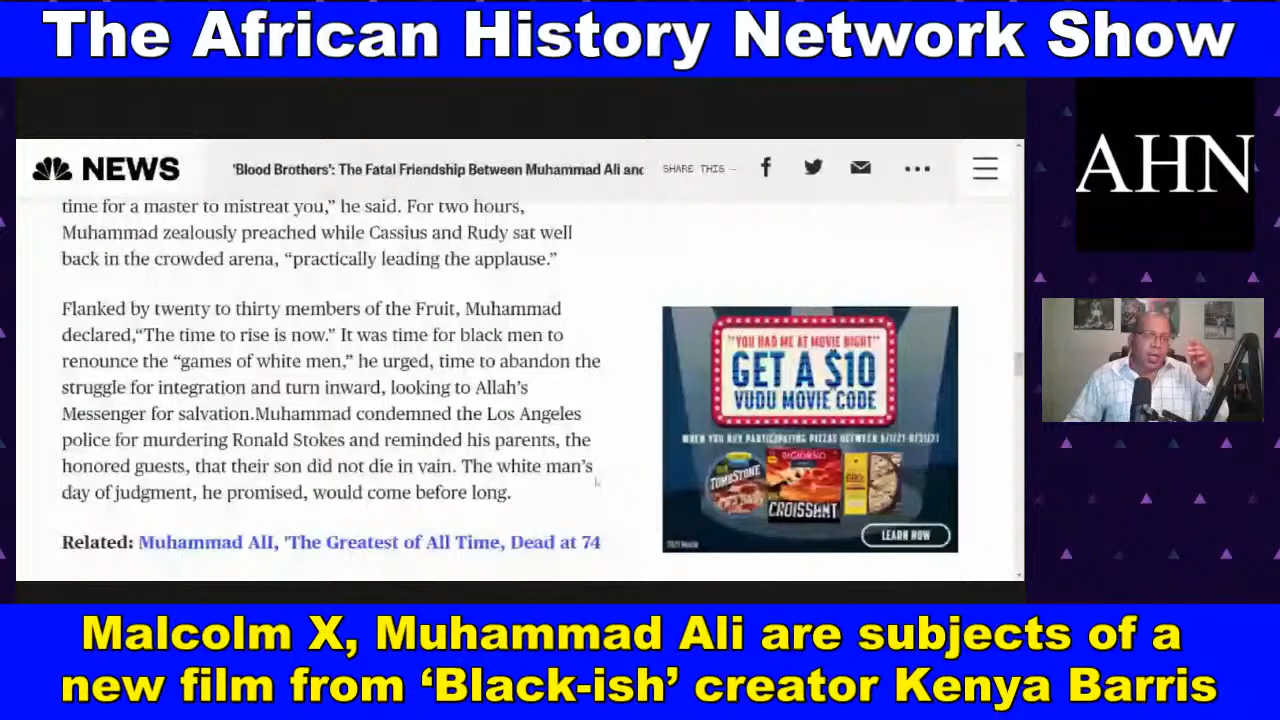 The African History Network Show
NEWS
'Blood Brothers': The Fatal Friendship Between Muhammad Ali and
SHARE THIS —
AHN
time for a master to mistreat you,” he said. For two hours,
Muhammad zealously preached while Cassius and Rudy sat well
back in the crowded arena, “practically leading the applause.”
Flanked by twenty to thirty members of the Fruit, Muhammad
declared,“The time to rise is now.” It was time for black men to
renounce the “games of white men,” he urged, time to abandon the
struggle for integration and turn inward, looking to Allah’s
Messenger for salvation.Muhammad condemned the Los Angeles
police for murdering Ronald Stokes and reminded his parents, the
honored guests, that their son did not die in vain. The white man’s
day of judgment, he promised, would come before long.
Related: Muhammad AlI, 'The Greatest of All Time, Dead at 74
"YOU HAD ME AT MOVIE NIGHT"
GET A $10
VUDU MOVIE CODE
WHEN YOU BUY PARTICIPATING PIZZAS BETWEEN
TOMBSTONE
DIGIORNO
CROISSANT
LEARN NOW
Malcolm X, Muhammad Ali are subjects of a
new film from ‘Black-ish’ creator Kenya Barris